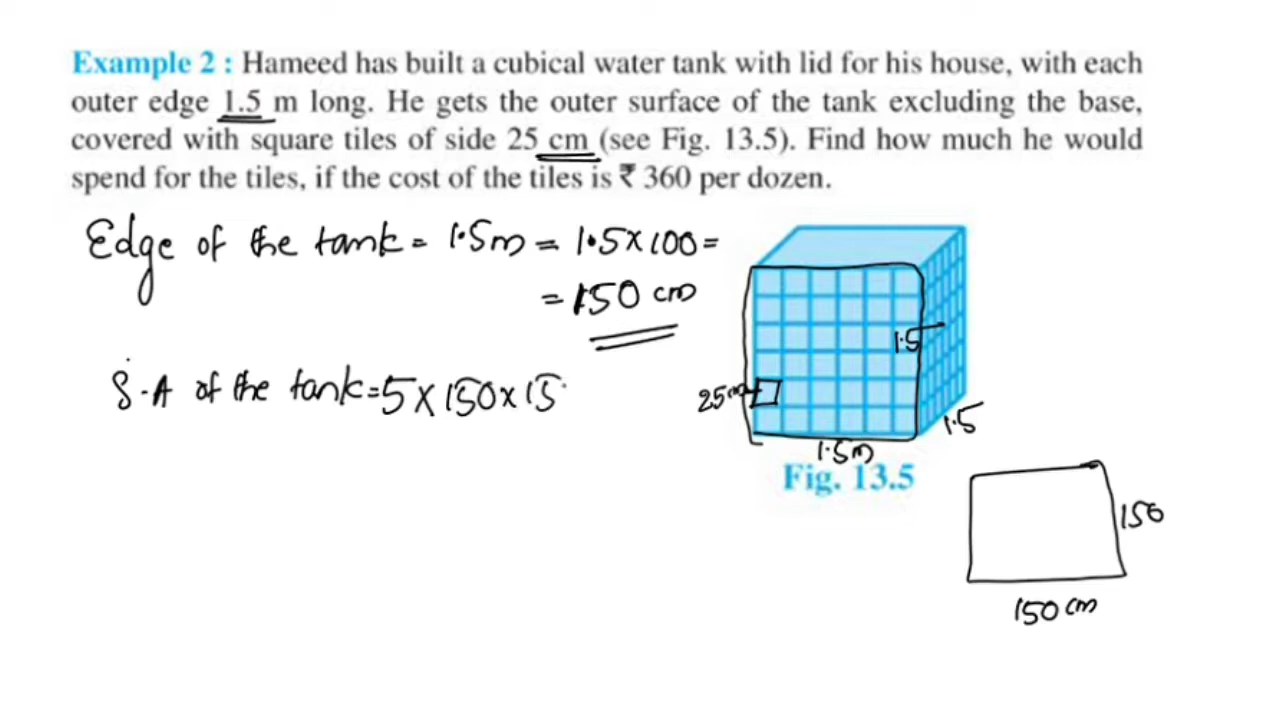 Example 2 : Hameed has built a cubical water tank with lid for his house, with each
outer edge 1.5 m long. He gets the outer surface of the tank excluding the base,
covered with square tiles of side 25 cm (see Fig. 13.5). Find how much he would
spend for the tiles, if the cost of the tiles is ₹ 360 per dozen.
Edge of the tank = 1.5m = 1.5×100=
= 150 cm
S.A of the tank=5×150×15
25cm
1.5
1.5
1.5m
Fig. 13.5
150
150 cm